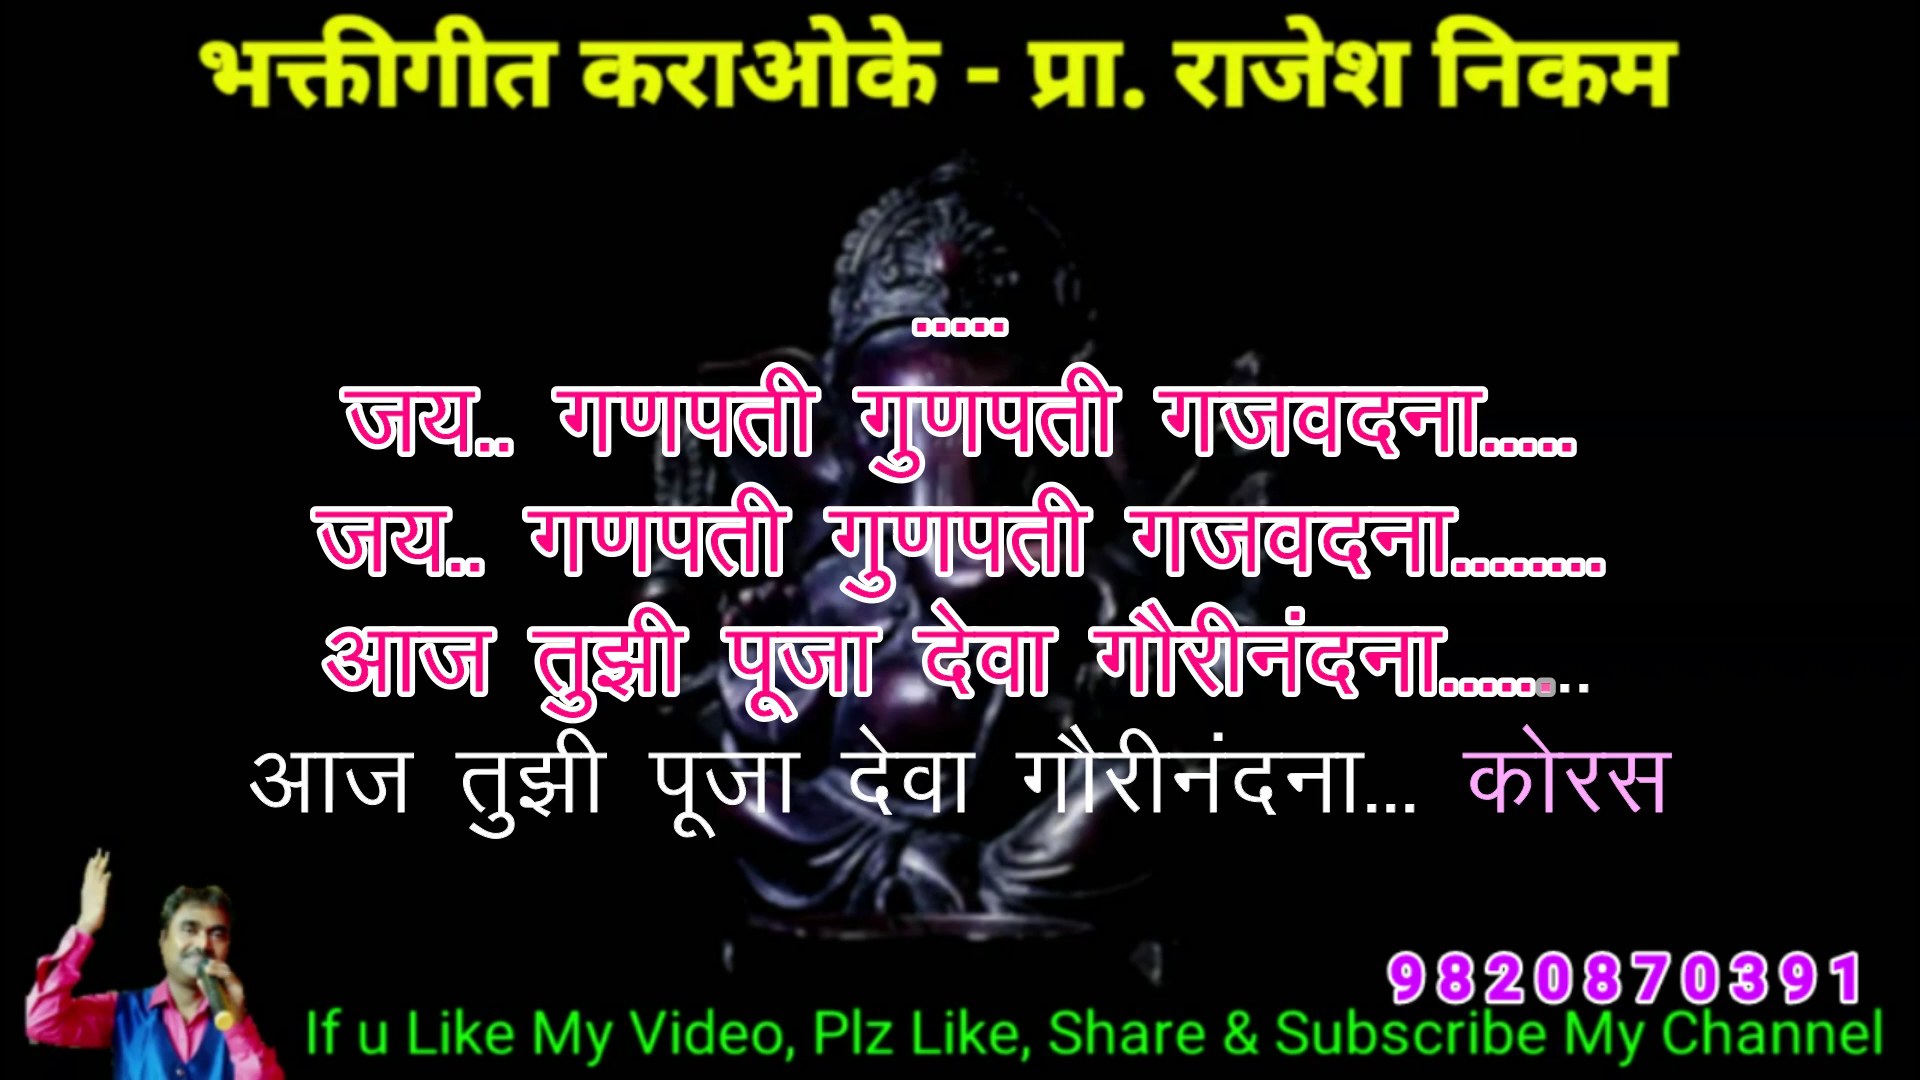 भक्तीगीत कराओके - प्रा. राजेश निकम
.....
जय.. गणपती गुणपती गजवदना.....
जय.. गणपती गुणपती गजवदना........
आज तुझी पूजा देवा गौरीनंदना........
आज तुझी पूजा देवा गौरीनंदना... कोरस
9820870391
If u Like My Video, Plz Like, Share & Subscribe My Channel